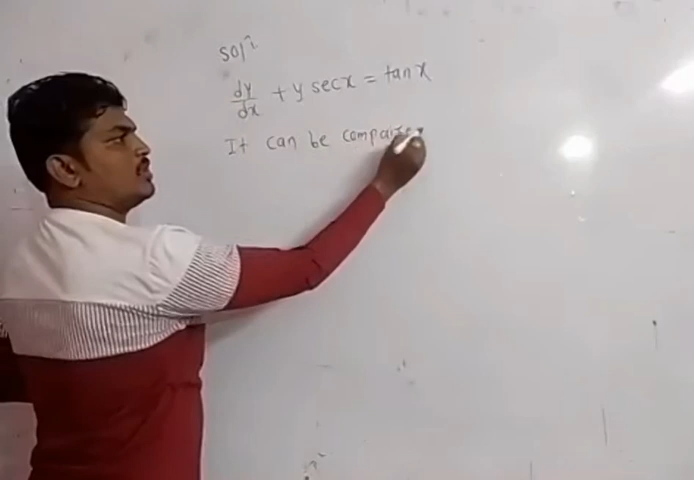 Sol:
dy/dx + y secx = tanx
It can be